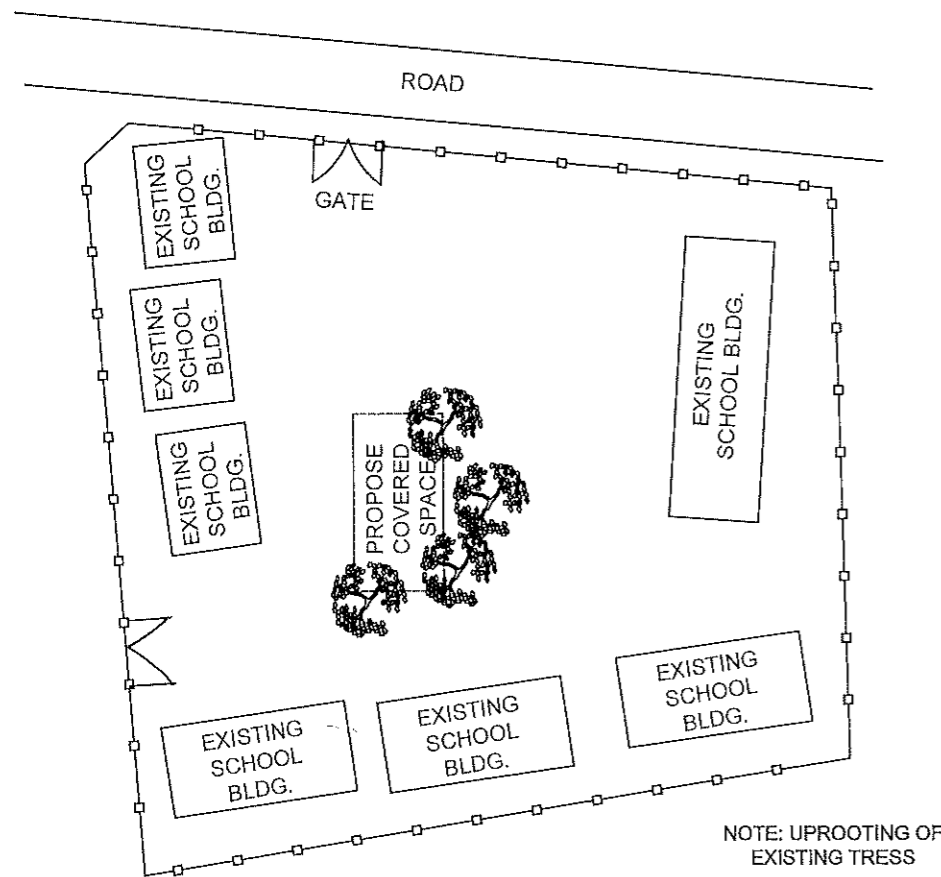 ROAD
GATE
EXISTING
SCHOOL
BLDG.
EXISTING
SCHOOL
BLDG.
EXISTING
SCHOOL
BLDG.
EXISTING
SCHOOL BLDG.
PROPOSE
COVERED
SPACE
EXISTING
SCHOOL
BLDG.
EXISTING
SCHOOL
BLDG.
EXISTING
SCHOOL
BLDG.
NOTE: UPROOTING OF
EXISTING TRESS